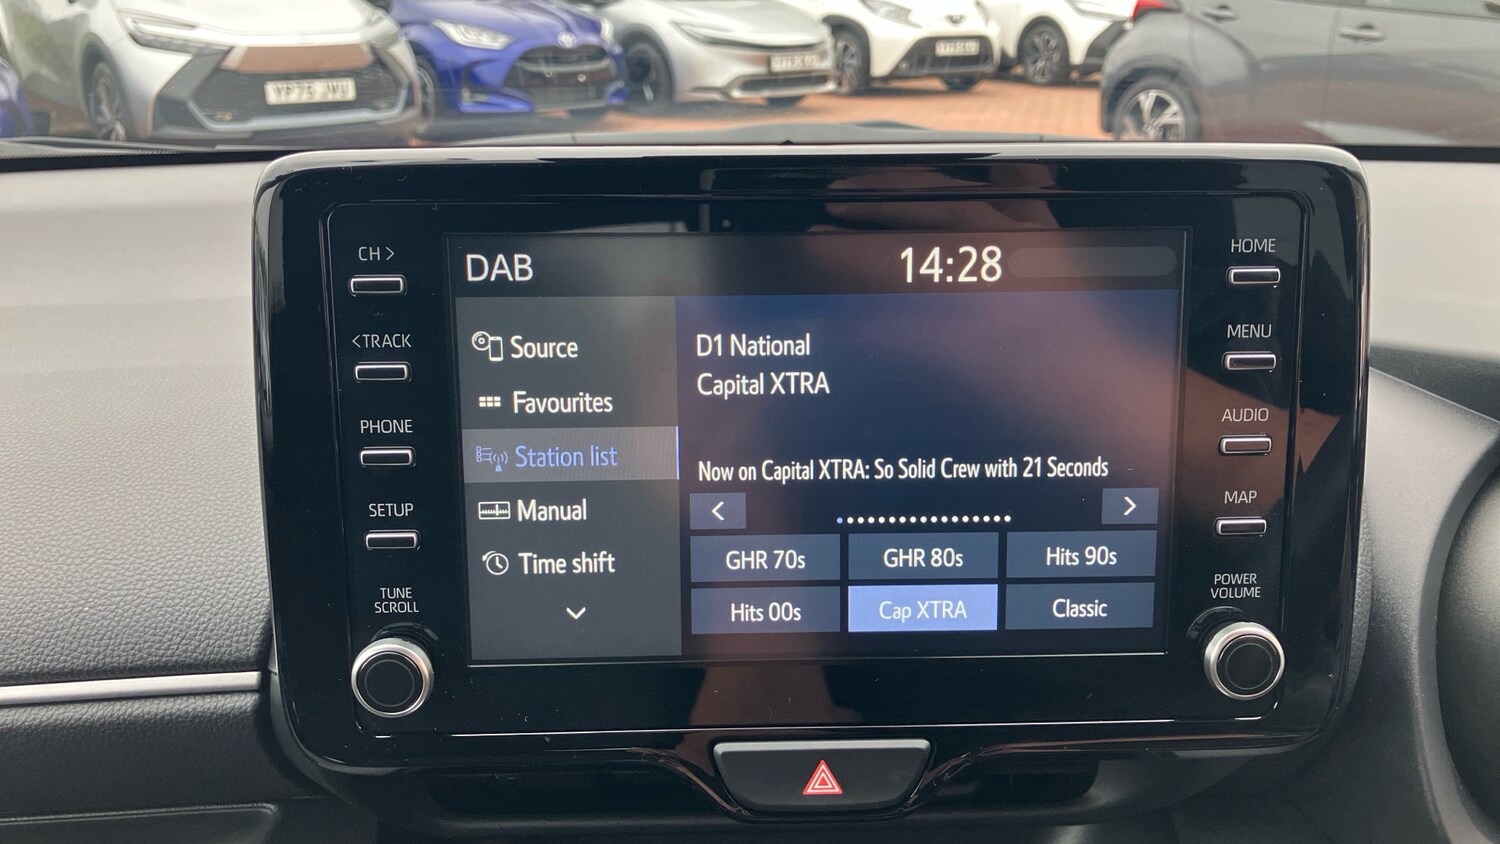 YP73 JMU
DAB
14:28
CH >
<TRACK
PHONE
SETUP
TUNE
SCROLL
Source
Favourites
Station list
Manual
Time shift
D1 National
Capital XTRA
Now on Capital XTRA: So Solid Crew with 21 Seconds
<
>
GHR 70s
GHR 80s
Hits 90s
Hits 00s
Cap XTRA
Classic
HOME
MENU
AUDIO
MAP
POWER
VOLUME